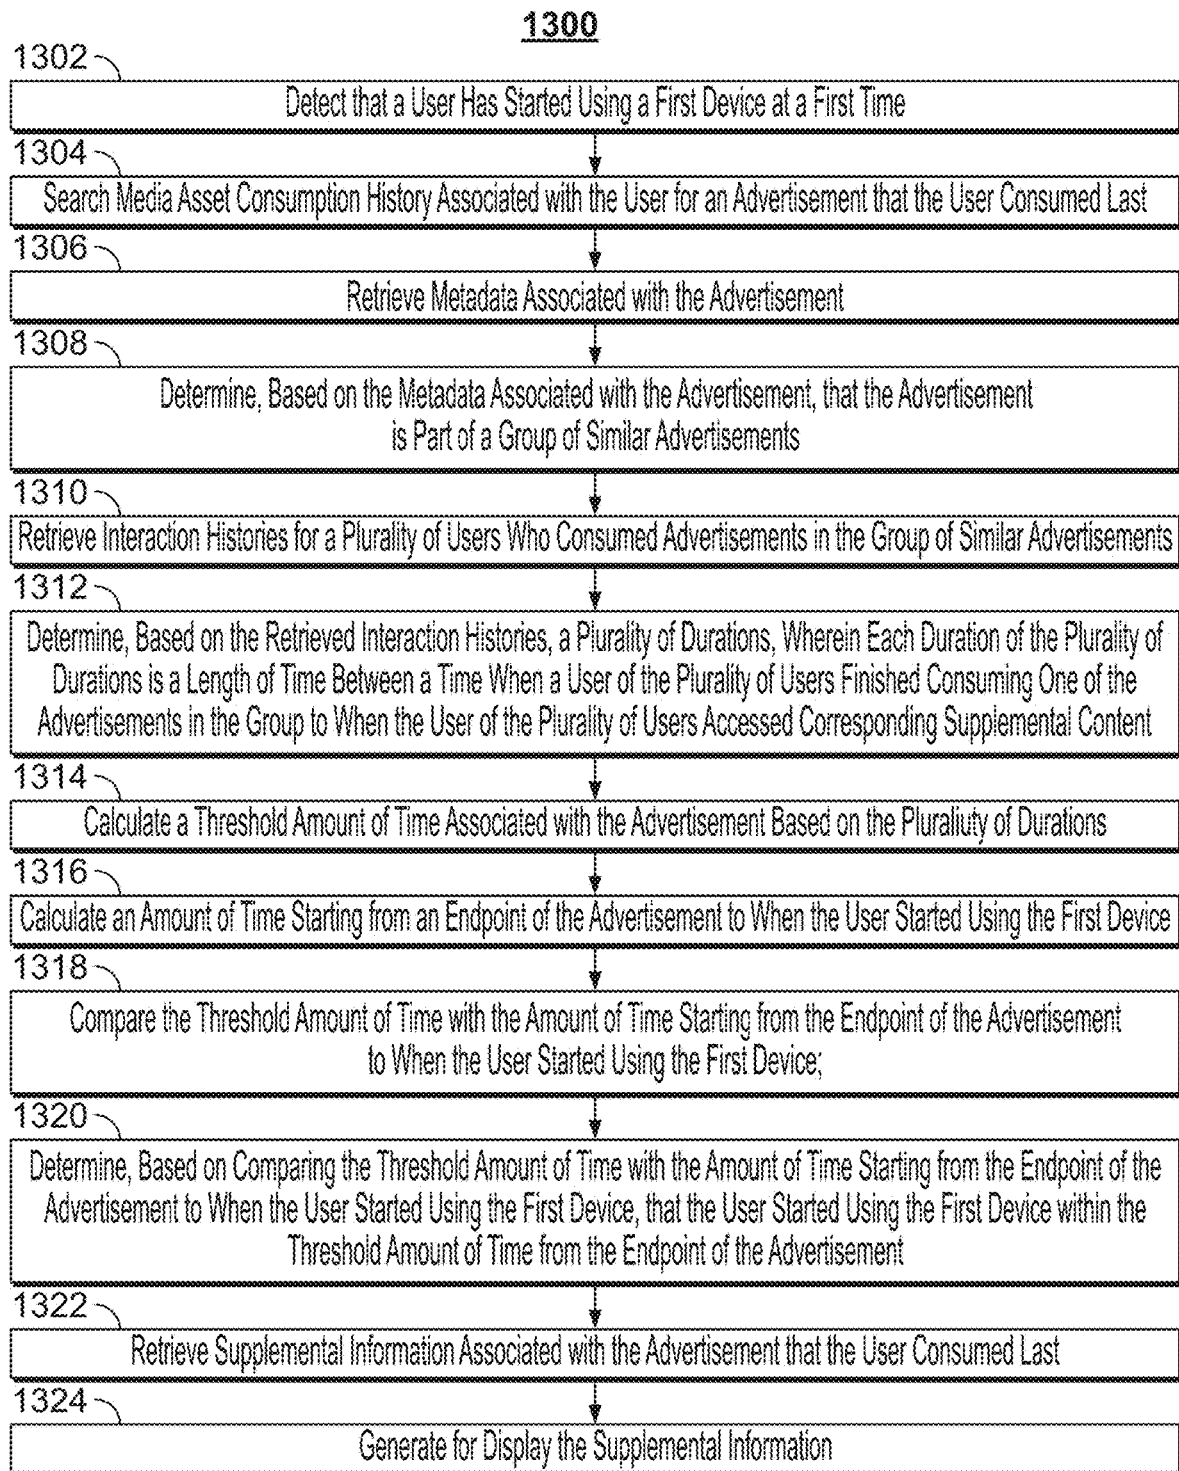 1300
1302
Detect that a User Has Started Using a First Device at a First Time
1304
Search Media Asset Consumption History Associated with the User for an Advertisement that the User Consumed Last
1306
Retrieve Metadata Associated with the Advertisement
1308
Determine, Based on the Metadata Associated with the Advertisement, that the Advertisement
is Part of a Group of Similar Advertisements
1310
Retrieve Interaction Histories for a Plurality of Users Who Consumed Advertisements in the Group of Similar Advertisements
1312
Determine, Based on the Retrieved Interaction Histories, a Plurality of Durations, Wherein Each Duration of the Plurality of
Durations is a Length of Time Between a Time When a User of the Plurality of Users Finished Consuming One of the
Advertisements in the Group to When the User of the Plurality of Users Accessed Corresponding Supplemental Content
1314
Calculate a Threshold Amount of Time Associated with the Advertisement Based on the Pluraliuty of Durations
1316
Calculate an Amount of Time Starting from an Endpoint of the Advertisement to When the User Started Using the First Device
1318
Compare the Threshold Amount of Time with the Amount of Time Starting from the Endpoint of the Advertisement
to When the User Started Using the First Device;
1320
Determine, Based on Comparing the Threshold Amount of Time with the Amount of Time Starting from the Endpoint of the
Advertisement to When the User Started Using the First Device, that the User Started Using the First Device within the
Threshold Amount of Time from the Endpoint of the Advertisement
1322
Retrieve Supplemental Information Associated with the Advertisement that the User Consumed Last
1324
Generate for Display the Supplemental Information